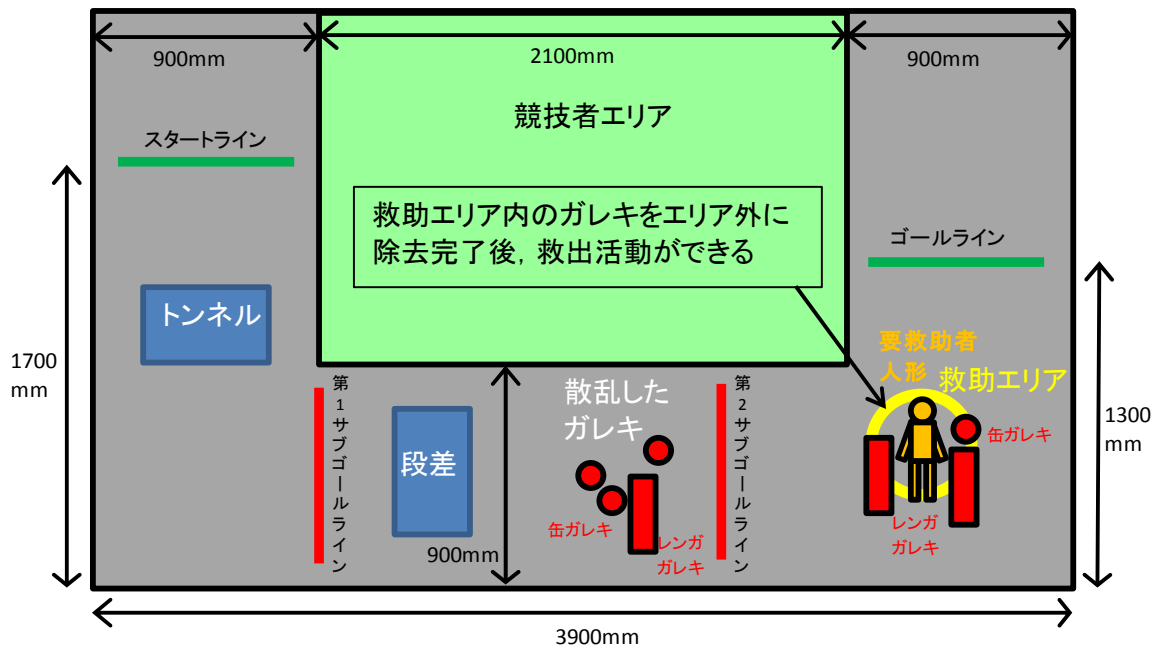 900mm
2100mm
900mm
競技者エリア
スタートライン
救助エリア内のガレキをエリア外に
除去完了後，救出活動ができる
ゴールライン
トンネル
1700
mm
要救助者
人形
救助エリア
缶ガレキ
レンガ
ガレキ
1300
mm
第1サブゴールライン
段差
散乱した
ガレキ
缶ガレキ
レンガ
ガレキ
第2サブゴールライン
900mm
3900mm